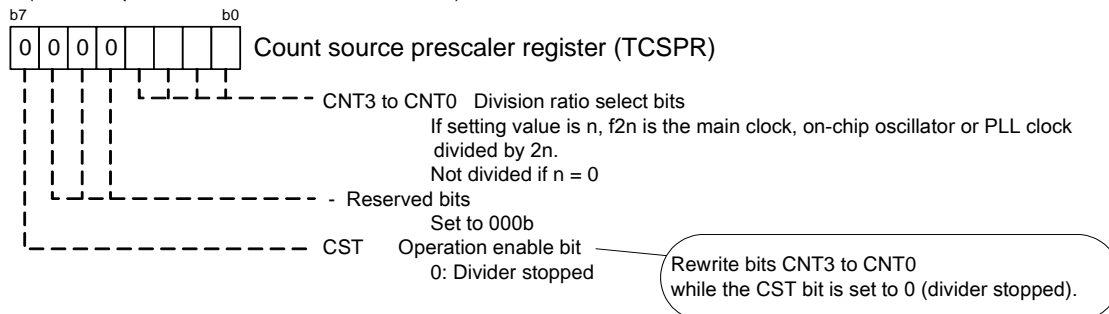 b7 b0
0 0 0 0 Count source prescaler register (TCSPR)
CNT3 to CNT0 Division ratio select bits
If setting value is n, f2n is the main clock, on-chip oscillator or PLL clock
divided by 2n.
Not divided if n = 0
- Reserved bits
Set to 000b
CST Operation enable bit
0: Divider stopped
Rewrite bits CNT3 to CNT0
while the CST bit is set to 0 (divider stopped).